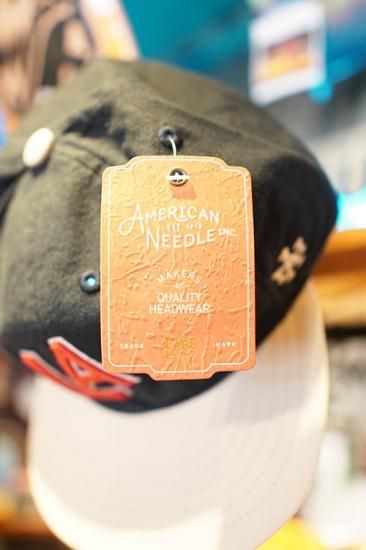 AMERICAN
EST 1918
NEEDLE INC.
MAKERS
of
QUALITY
HEADWEAR
TRADE MARK